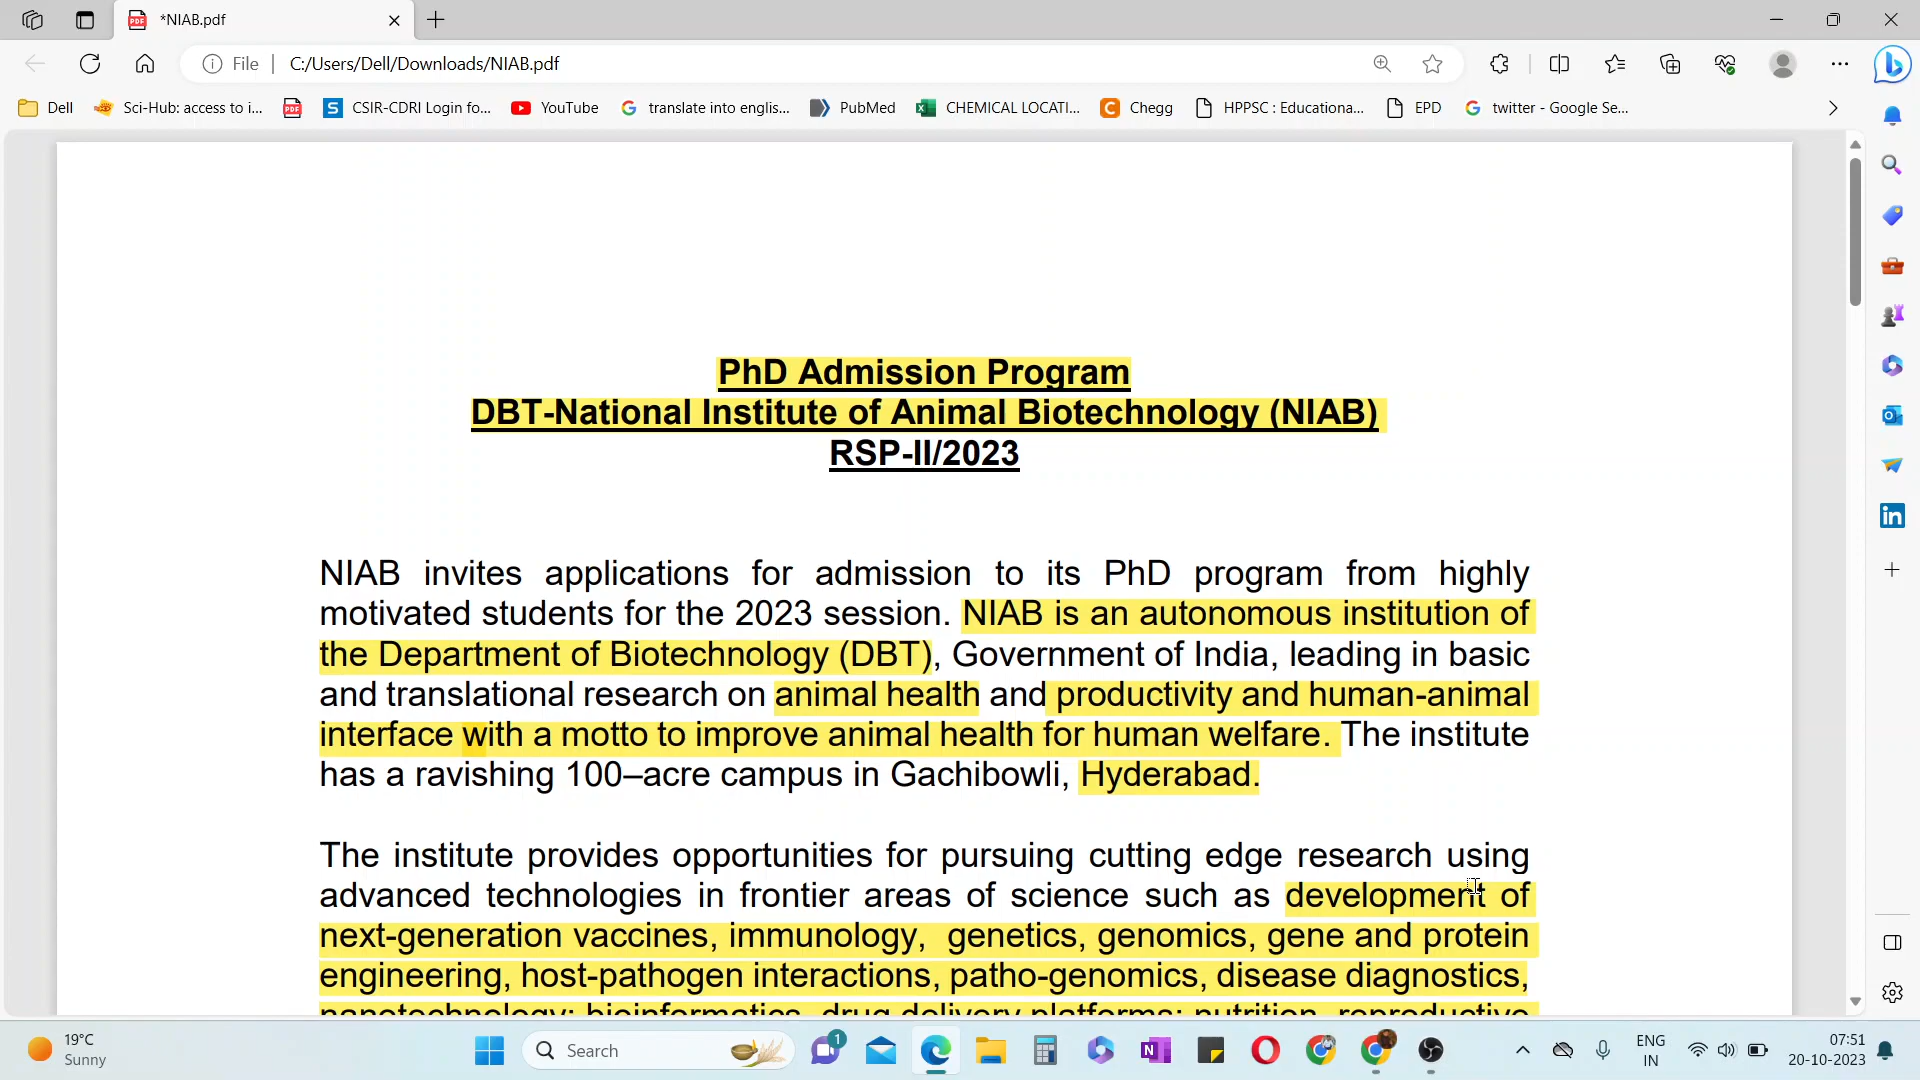 *NIAB.pdf
File
C:/Users/Dell/Downloads/NIAB.pdf
Dell
Sci-Hub: access to i...
CSIR-CDRI Login fo...
YouTube
translate into englis...
PubMed
CHEMICAL LOCATI...
Chegg
HPPSC : Educationa...
EPD
twitter - Google Se...
PhD Admission Program
DBT-National Institute of Animal Biotechnology (NIAB)
RSP-II/2023
NIAB invites applications for admission to its PhD program from highly
motivated students for the 2023 session. NIAB is an autonomous institution of
the Department of Biotechnology (DBT), Government of India, leading in basic
and translational research on animal health and productivity and human-animal
interface with a motto to improve animal health for human welfare. The institute
has a ravishing 100–acre campus in Gachibowli, Hyderabad.
The institute provides opportunities for pursuing cutting edge research using
advanced technologies in frontier areas of science such as development of
next-generation vaccines, immunology, genetics, genomics, gene and protein
engineering, host-pathogen interactions, patho-genomics, disease diagnostics,
nanotechnology; bioinformatics, drug delivery platforms; nutrition, reproductive
19°C
Sunny
Search
1
ENG
IN
07:51
20-10-2023